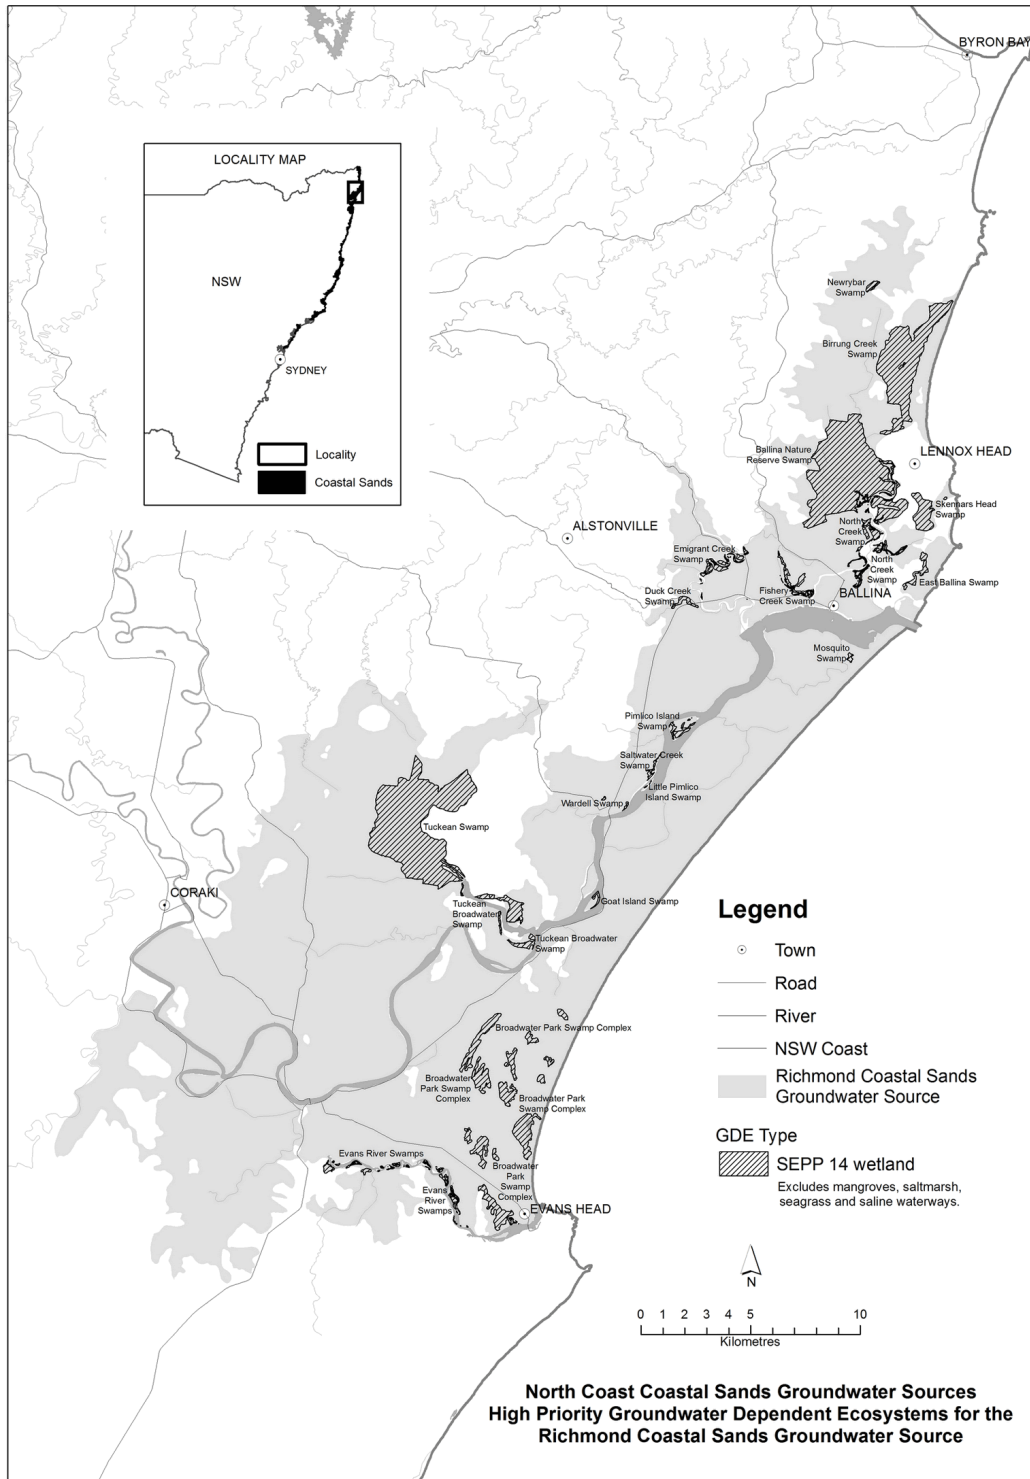 BYRON BAY
LOCALITY MAP
NSW
SYDNEY
Locality
Coastal Sands
Newrybar
Swamp
Birrung Creek
Swamp
Ballina Nature
Reserve Swamp
LENNOX HEAD
Skennars Head
Swamp
ALSTONVILLE
North
Creek
Swamp
Emigrant Creek
Swamp
North
Creek
Swamp
East Ballina Swamp
Duck Creek
Swamp
Fishery
Creek Swamp
BALLINA
Mosquito
Swamp
Pimlico Island
Swamp
Saltwater Creek
Swamp
Little Pimlico
Island Swamp
Wardell Swamp
Tuckean Swamp
CORAKI
Tuckean
Broadwater
Swamp
Goat Island Swamp
Tuckean Broadwater
Swamp
Broadwater Park Swamp Complex
Broadwater
Park Swamp
Complex
Broadwater Park
Swamp Complex
Evans River Swamps
Broadwater
Park
Swamp
Complex
Evans
River
Swamps
EVANS HEAD
Legend
Town
Road
River
NSW Coast
Richmond Coastal Sands
Groundwater Source
GDE Type
SEPP 14 wetland
Excludes mangroves, saltmarsh,
seagrass and saline waterways.
N
0 1 2 3 4 5 10
Kilometres
North Coast Coastal Sands Groundwater Sources
High Priority Groundwater Dependent Ecosystems for the
Richmond Coastal Sands Groundwater Source